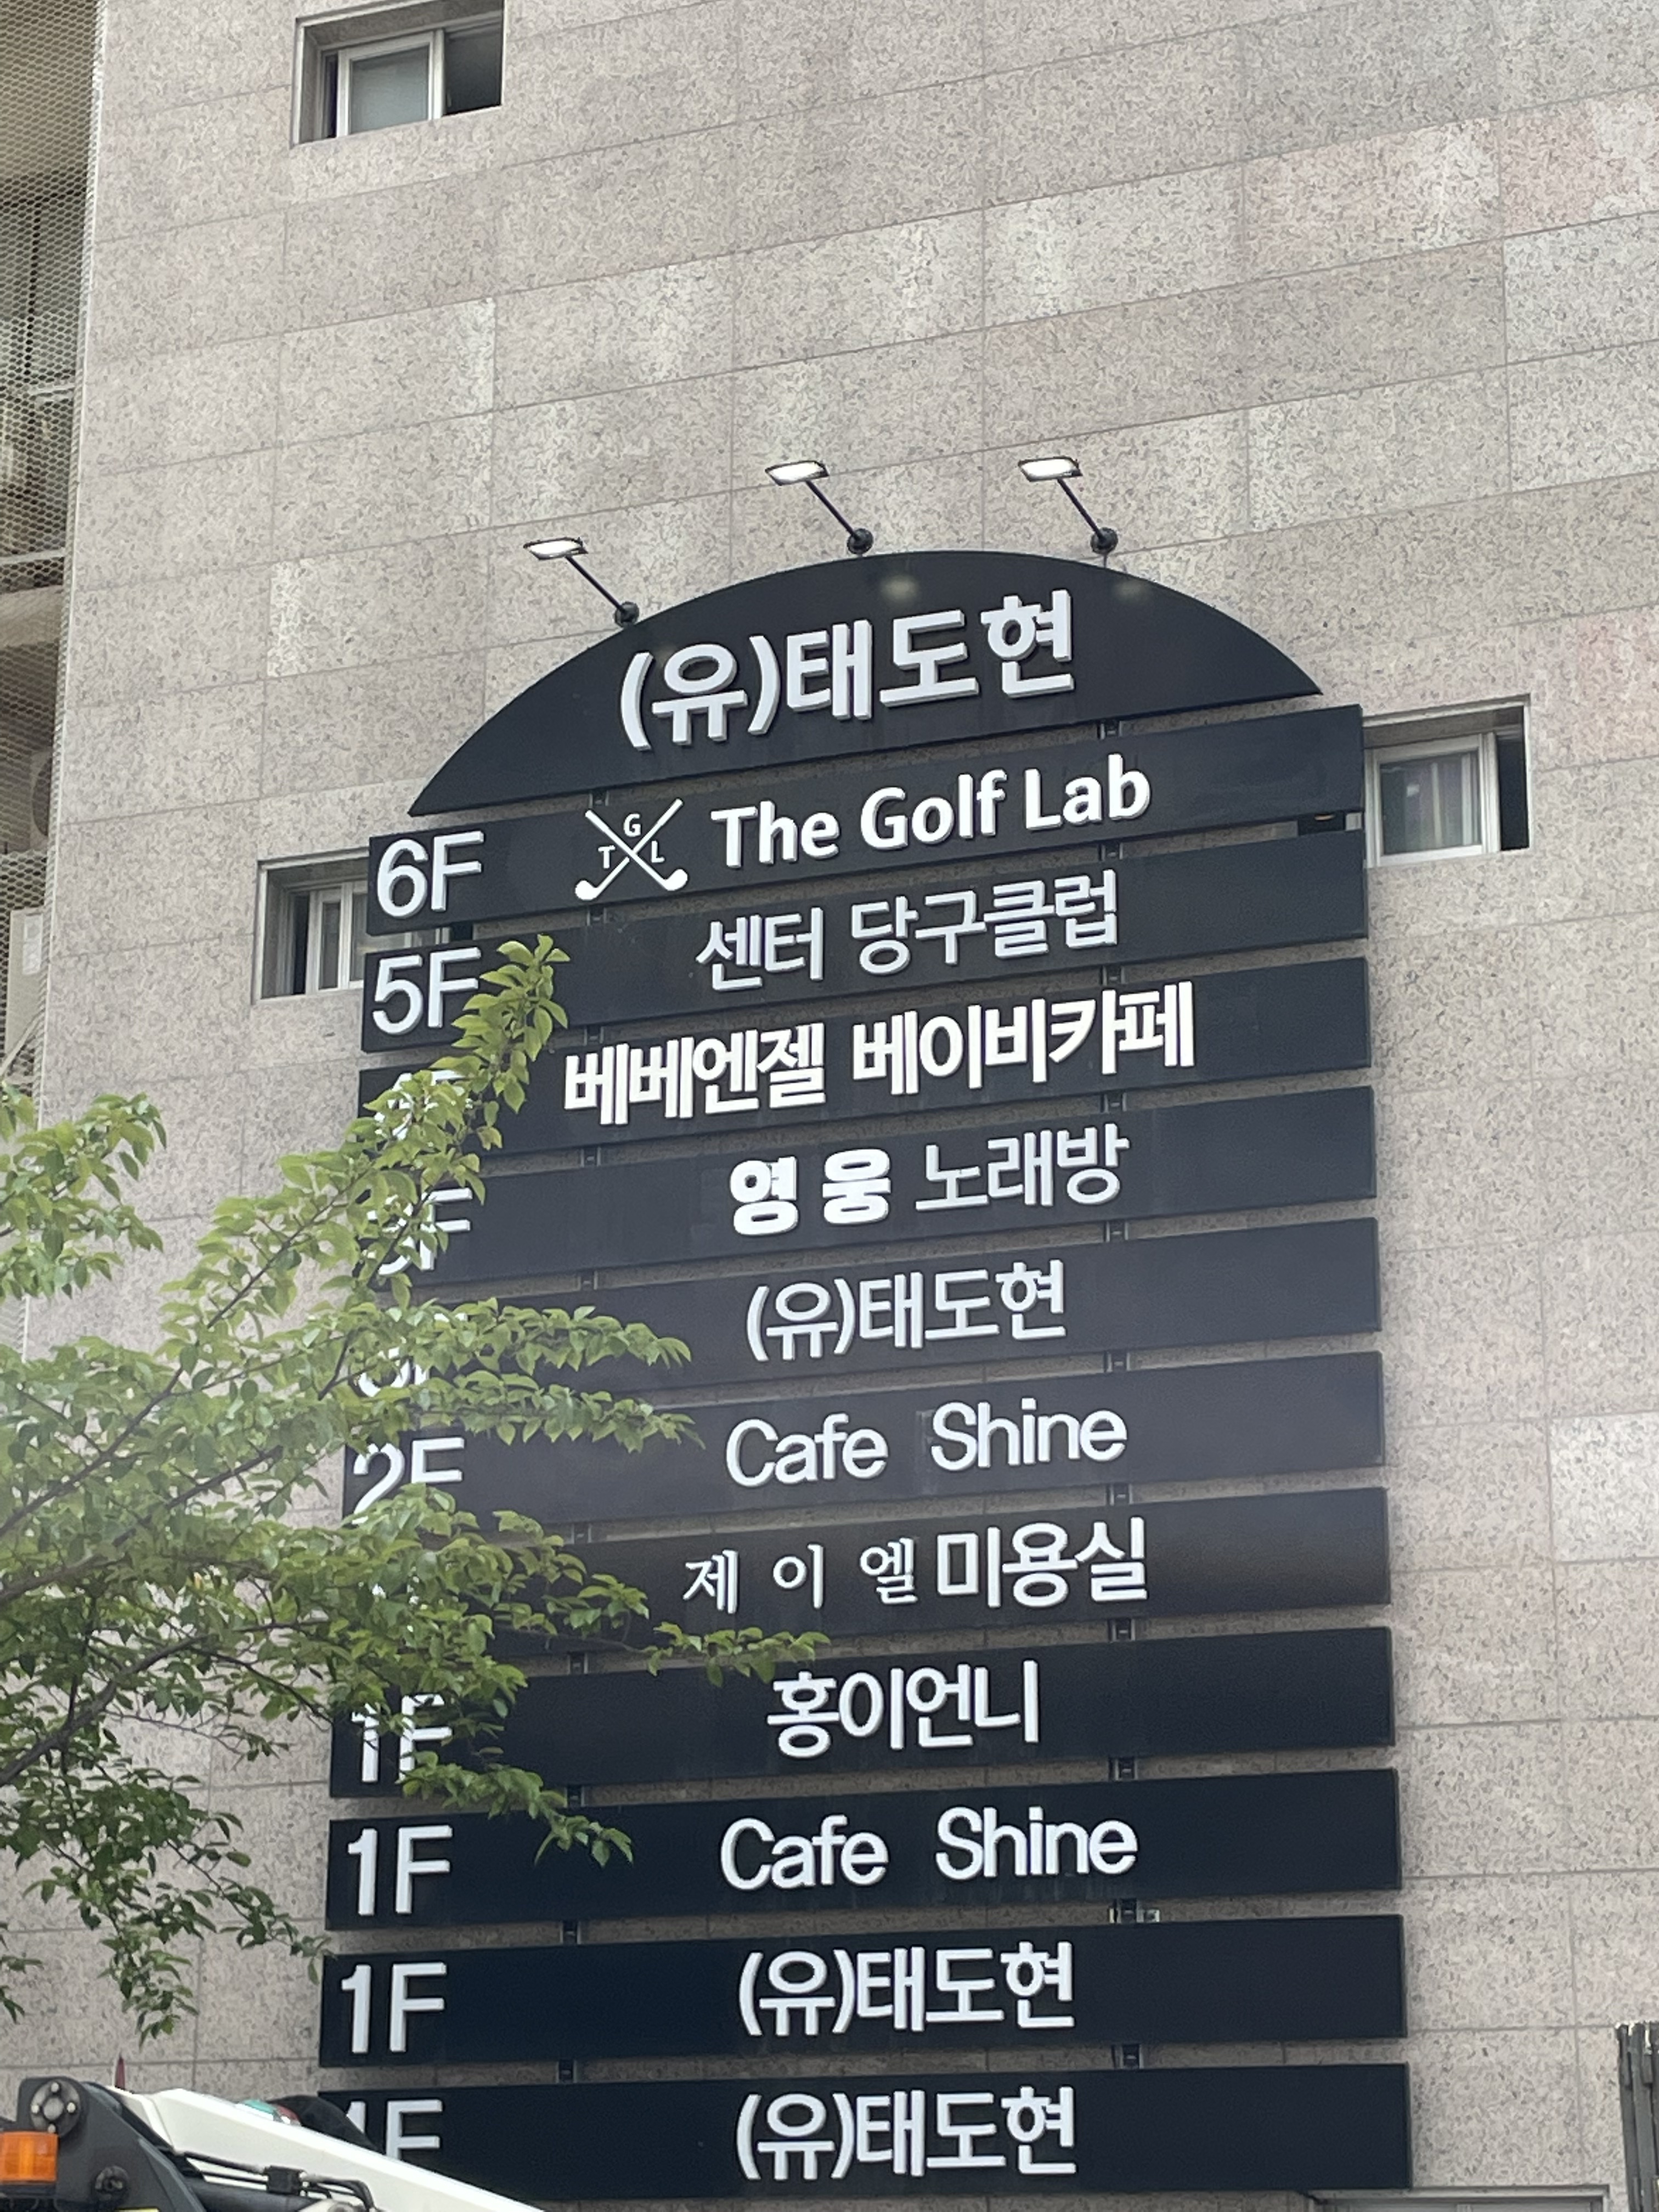 (유)태도현
6F G T L The Golf Lab
5F 센터 당구클럽
베베엔젤 베이비카페
영웅 노래방
(유)태도현
2F Cafe Shine
제이엘 미용실
1F 홍이언니
1F Cafe Shine
1F (유)태도현
1F (유)태도현